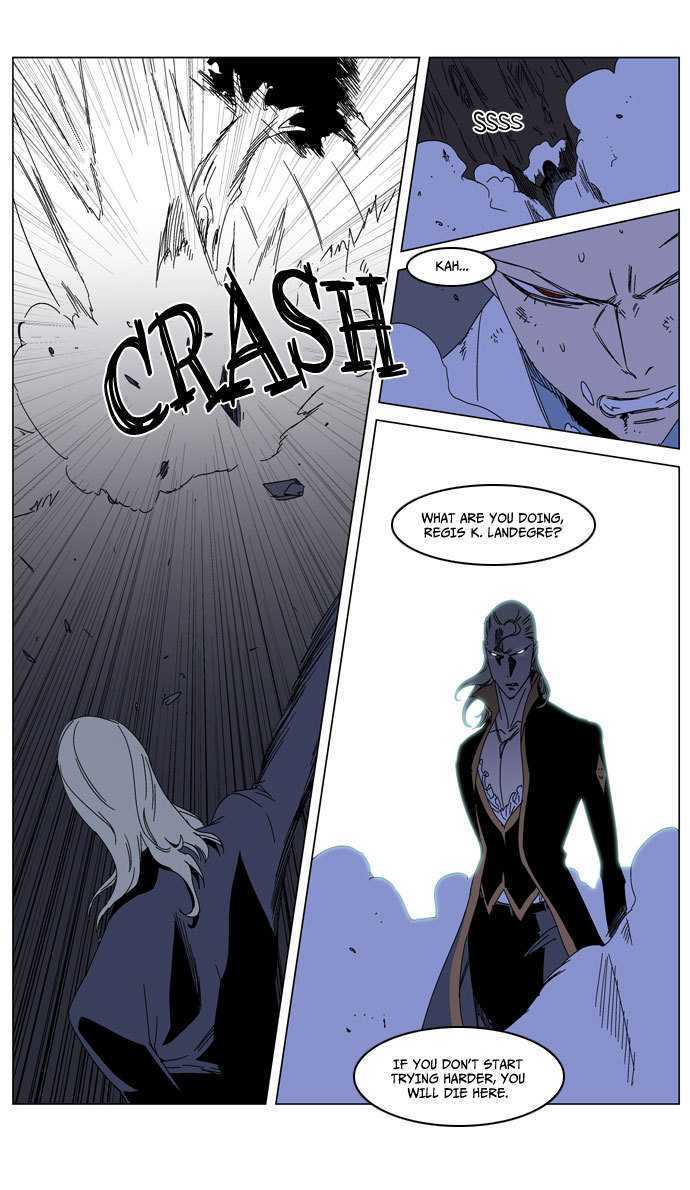 CRASH
SSSS
KAH...
WHAT ARE YOU DOING,
REGIS K. LANDEGRE?
IF YOU DON'T START
TRYING HARDER, YOU
WILL DIE HERE.